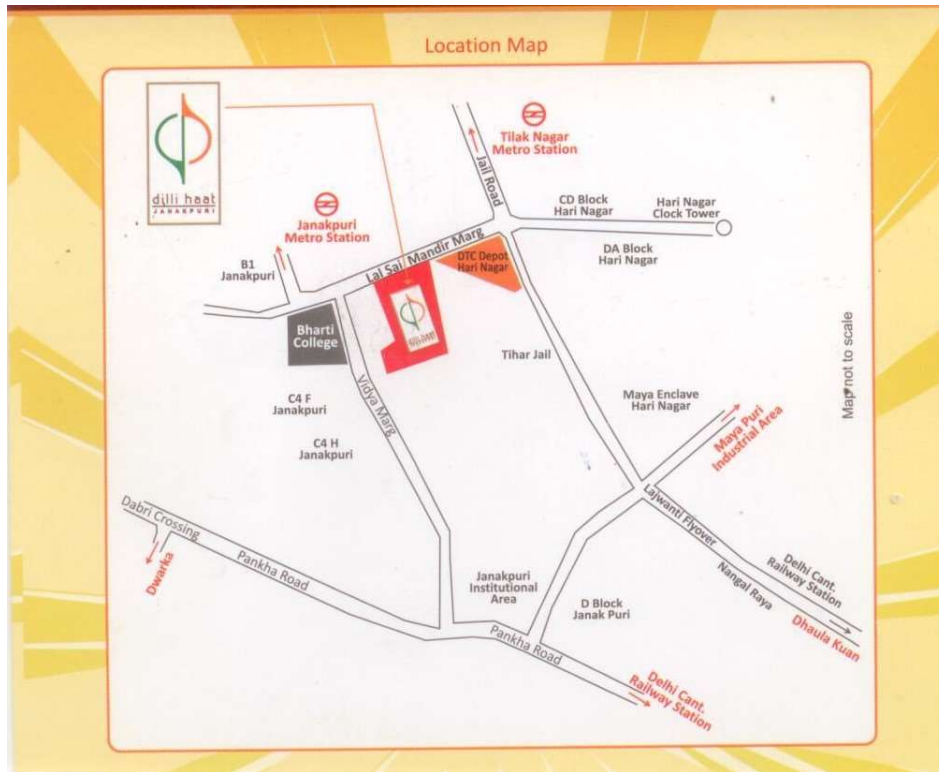 Location Map
dilli haat
JANAKPURI
Tilak Nagar
Metro Station
Jail Road
CD Block
Hari Nagar
Hari Nagar
Clock Tower
Janakpuri
Metro Station
Lal Sai Mandir Marg
DTC Depot
Hari Nagar
DA Block
Hari Nagar
B1
Janakpuri
Bharti
College
Tihar Jail
Map not to scale
Vidya Marg
C4 F
Janakpuri
Maya Enclave
Hari Nagar
Maya Puri
Industrial Area
C4 H
Janakpuri
Lajwanti Flyover
Dabri Crossing
Pankha Road
Dwarka
Janakpuri
Institutional
Area
D Block
Janak Puri
Nangal Raya
Delhi Cant.
Railway Station
Dhaula Kuan
Pankha Road
Delhi Cant.
Railway Station